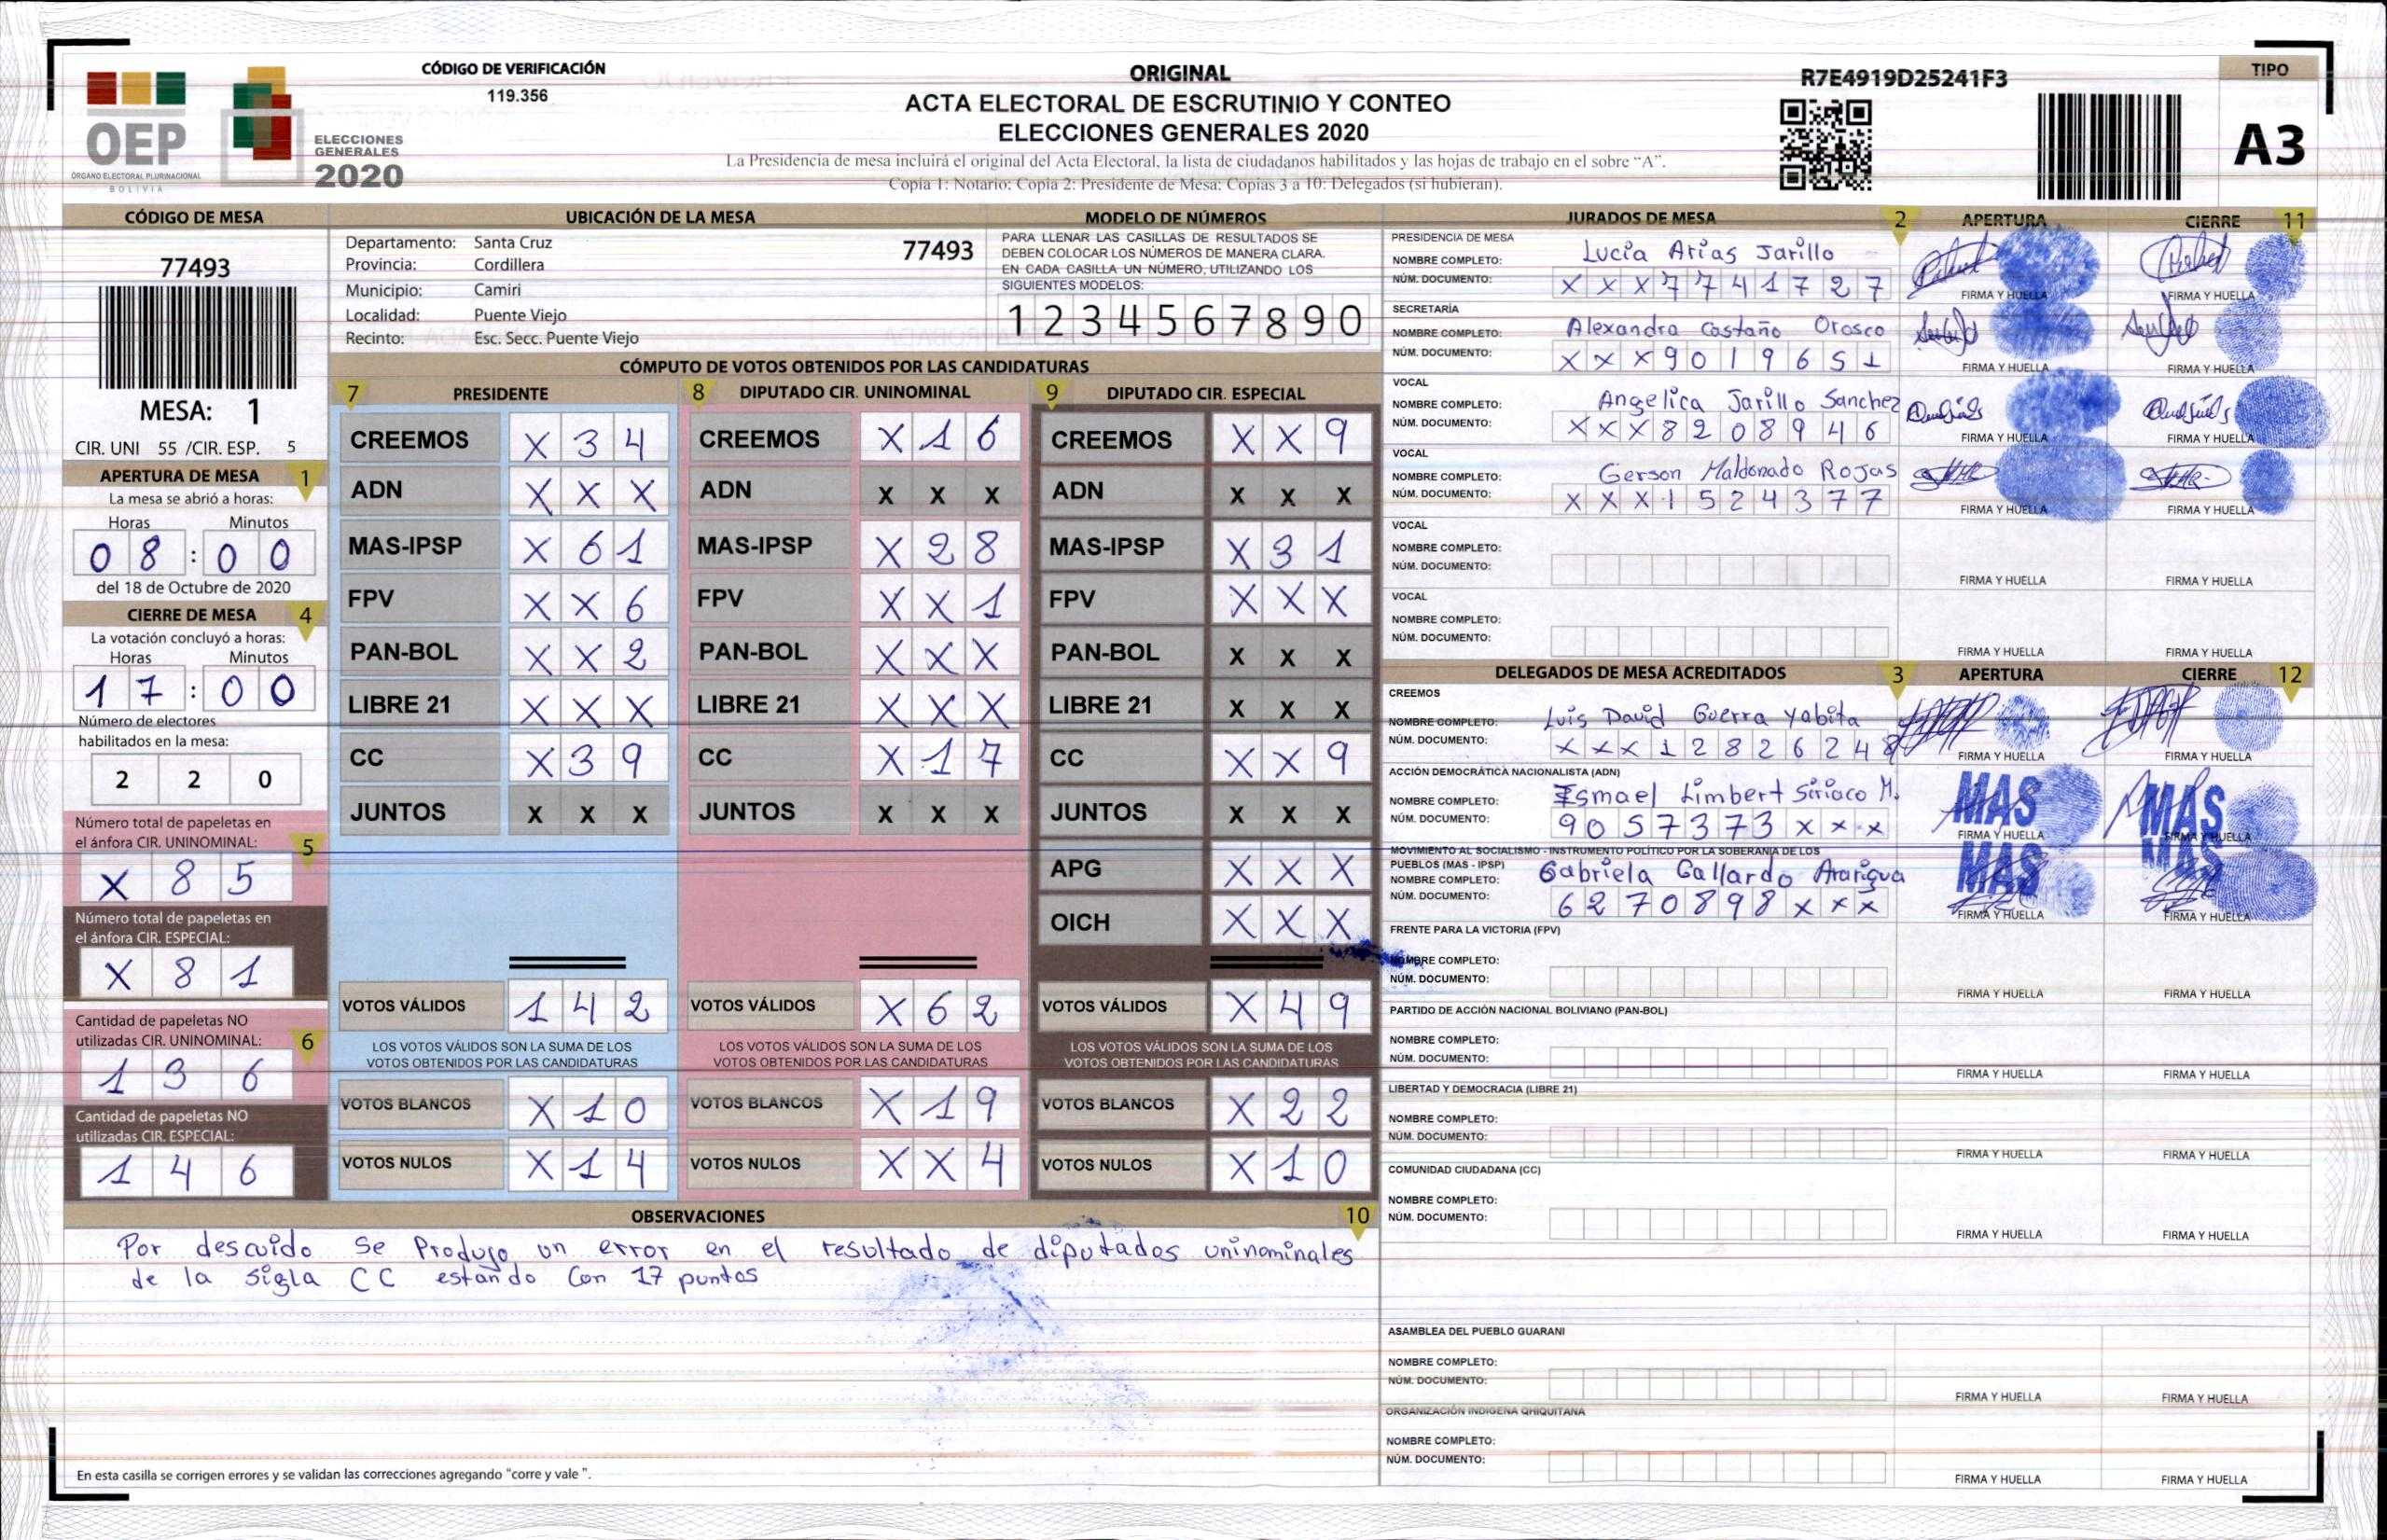 CÓDIGO DE VERIFICACIÓN
119.356
OEP
ÓRGANO ELECTORAL PLURINACIONAL
BOLIVIA
ELECCIONES
GENERALES
2020
ORIGINAL
ACTA ELECTORAL DE ESCRUTINIO Y CONTEO
ELECCIONES GENERALES 2020
La Presidencia de mesa incluirá el original del Acta Electoral, la lista de ciudadanos habilitados y las hojas de trabajo en el sobre “A”.
Copia 1: Notario; Copia 2: Presidente de Mesa; Copias 3 a 10: Delegados (si hubieran).
R7E4919D25241F3
TIPO
A3
CÓDIGO DE MESA
77493
MESA: 1
CIR. UNI 55 /CIR. ESP. 5
APERTURA DE MESA 1
La mesa se abrió a horas:
Horas Minutos
0 8 : 0 0
del 18 de Octubre de 2020
CIERRE DE MESA 4
La votación concluyó a horas:
Horas Minutos
1 7 : 0 0
Número de electores
habilitados en la mesa:
2 2 0
Número total de papeletas en
el ánfora CIR. UNINOMINAL: 5
X 8 5
Número total de papeletas en
el ánfora CIR. ESPECIAL:
X 8 1
Cantidad de papeletas NO
utilizadas CIR. UNINOMINAL: 6
1 3 6
Cantidad de papeletas NO
utilizadas CIR. ESPECIAL:
1 4 6
UBICACIÓN DE LA MESA
Departamento: Santa Cruz 77493
Provincia: Cordillera
Municipio: Camiri
Localidad: Puente Viejo
Recinto: Esc. Secc. Puente Viejo
MODELO DE NÚMEROS
PARA LLENAR LAS CASILLAS DE RESULTADOS SE
DEBEN COLOCAR LOS NÚMEROS DE MANERA CLARA.
EN CADA CASILLA UN NÚMERO, UTILIZANDO LOS
SIGUIENTES MODELOS:
1 2 3 4 5 6 7 8 9 0
CÓMPUTO DE VOTOS OBTENIDOS POR LAS CANDIDATURAS
7 PRESIDENTE
CREEMOS X 3 4
ADN X X X
MAS-IPSP X 6 1
FPV X X 6
PAN-BOL X X 2
LIBRE 21 X X X
CC X 3 9
JUNTOS X X X
VOTOS VÁLIDOS 1 4 2
LOS VOTOS VÁLIDOS SON LA SUMA DE LOS
VOTOS OBTENIDOS POR LAS CANDIDATURAS
VOTOS BLANCOS X 1 0
VOTOS NULOS X 1 4
8 DIPUTADO CIR. UNINOMINAL
CREEMOS X 1 6
ADN X X X
MAS-IPSP X 2 8
FPV X X 1
PAN-BOL X X X
LIBRE 21 X X X
CC X 1 7
JUNTOS X X X
VOTOS VÁLIDOS X 6 2
LOS VOTOS VÁLIDOS SON LA SUMA DE LOS
VOTOS OBTENIDOS POR LAS CANDIDATURAS
VOTOS BLANCOS X 1 9
VOTOS NULOS X X 4
9 DIPUTADO CIR. ESPECIAL
CREEMOS X X 9
ADN X X X
MAS-IPSP X 3 1
FPV X X X
PAN-BOL X X X
LIBRE 21 X X X
CC X X 9
JUNTOS X X X
APG X X X
OICH X X X
VOTOS VÁLIDOS X 4 9
LOS VOTOS VÁLIDOS SON LA SUMA DE LOS
VOTOS OBTENIDOS POR LAS CANDIDATURAS
VOTOS BLANCOS X 2 2
VOTOS NULOS X 1 0
OBSERVACIONES 10
Por descuido se Produjo un error en el resultado de diputados uninominales
de la sigla CC estando Con 17 puntos
En esta casilla se corrigen errores y se validan las correcciones agregando “corre y vale ”.
JURADOS DE MESA 2 APERTURA CIERRE 11
PRESIDENCIA DE MESA
NOMBRE COMPLETO: Lucia Arias Jarillo
NÚM. DOCUMENTO: X X X 7 7 4 1 7 2 7
FIRMA Y HUELLA FIRMA Y HUELLA
SECRETARÍA
NOMBRE COMPLETO: Alexandra Castaño Orosco
NÚM. DOCUMENTO: X X X 9 0 1 9 6 5 1
FIRMA Y HUELLA FIRMA Y HUELLA
VOCAL
NOMBRE COMPLETO: Angelica Jarillo Sanchez
NÚM. DOCUMENTO: X X X 8 2 0 8 9 4 6
FIRMA Y HUELLA FIRMA Y HUELLA
VOCAL
NOMBRE COMPLETO: Gerson Maldonado Rojas
NÚM. DOCUMENTO: X X X 1 5 2 4 3 7 7
FIRMA Y HUELLA FIRMA Y HUELLA
VOCAL
NOMBRE COMPLETO:
NÚM. DOCUMENTO:
FIRMA Y HUELLA FIRMA Y HUELLA
VOCAL
NOMBRE COMPLETO:
NÚM. DOCUMENTO:
FIRMA Y HUELLA FIRMA Y HUELLA
DELEGADOS DE MESA ACREDITADOS 3 APERTURA CIERRE 12
CREEMOS
NOMBRE COMPLETO: Luis David Guerra Yabita
NÚM. DOCUMENTO: X X X 1 2 8 2 6 2 4 8
FIRMA Y HUELLA FIRMA Y HUELLA
ACCIÓN DEMOCRÁTICA NACIONALISTA (ADN)
NOMBRE COMPLETO: Ismael Limbert Siriaco M.
NÚM. DOCUMENTO: 9 0 5 7 3 7 3 X X X
MAS MAS
FIRMA Y HUELLA FIRMA Y HUELLA
MOVIMIENTO AL SOCIALISMO - INSTRUMENTO POLÍTICO POR LA SOBERANÍA DE LOS
PUEBLOS (MAS - IPSP)
NOMBRE COMPLETO: Gabriela Gallardo
NÚM. DOCUMENTO: 6 2 7 0 8 9 8 X X X
MAS MAS
FIRMA Y HUELLA FIRMA Y HUELLA
FRENTE PARA LA VICTORIA (FPV)
NOMBRE COMPLETO:
NÚM. DOCUMENTO:
FIRMA Y HUELLA FIRMA Y HUELLA
PARTIDO DE ACCIÓN NACIONAL BOLIVIANO (PAN-BOL)
NOMBRE COMPLETO:
NÚM. DOCUMENTO:
FIRMA Y HUELLA FIRMA Y HUELLA
LIBERTAD Y DEMOCRACIA (LIBRE 21)
NOMBRE COMPLETO:
NÚM. DOCUMENTO:
FIRMA Y HUELLA FIRMA Y HUELLA
COMUNIDAD CIUDADANA (CC)
NOMBRE COMPLETO:
NÚM. DOCUMENTO:
FIRMA Y HUELLA FIRMA Y HUELLA
ASAMBLEA DEL PUEBLO GUARANI
NOMBRE COMPLETO:
NÚM. DOCUMENTO:
FIRMA Y HUELLA FIRMA Y HUELLA
ORGANIZACIÓN INDIGENA QHIQUITANA
NOMBRE COMPLETO:
NÚM. DOCUMENTO:
FIRMA Y HUELLA FIRMA Y HUELLA